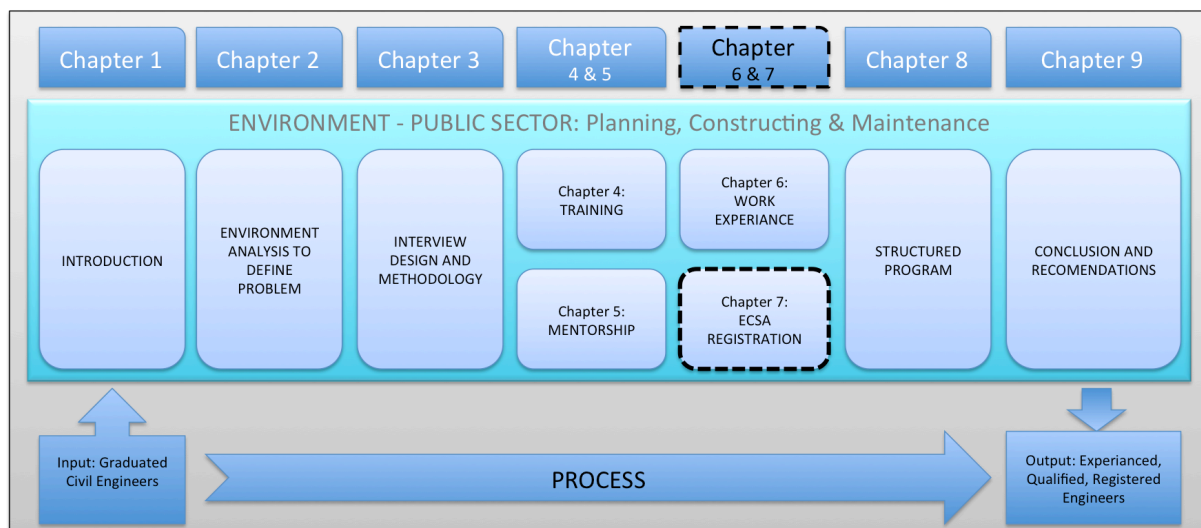 Chapter 1
Chapter 2
Chapter 3
Chapter
4 & 5
Chapter
6 & 7
Chapter 8
Chapter 9
ENVIRONMENT - PUBLIC SECTOR: Planning, Constructing & Maintenance
INTRODUCTION
ENVIRONMENT
ANALYSIS TO
DEFINE
PROBLEM
INTERVIEW
DESIGN AND
METHODOLOGY
Chapter 4:
TRAINING
Chapter 5:
MENTORSHIP
Chapter 6:
WORK
EXPERIANCE
Chapter 7:
ECSA
REGISTRATION
STRUCTURED
PROGRAM
CONCLUSION AND
RECOMENDATIONS
Input: Graduated
Civil Engineers
PROCESS
Output: Experianced,
Qualified, Registered
Engineers